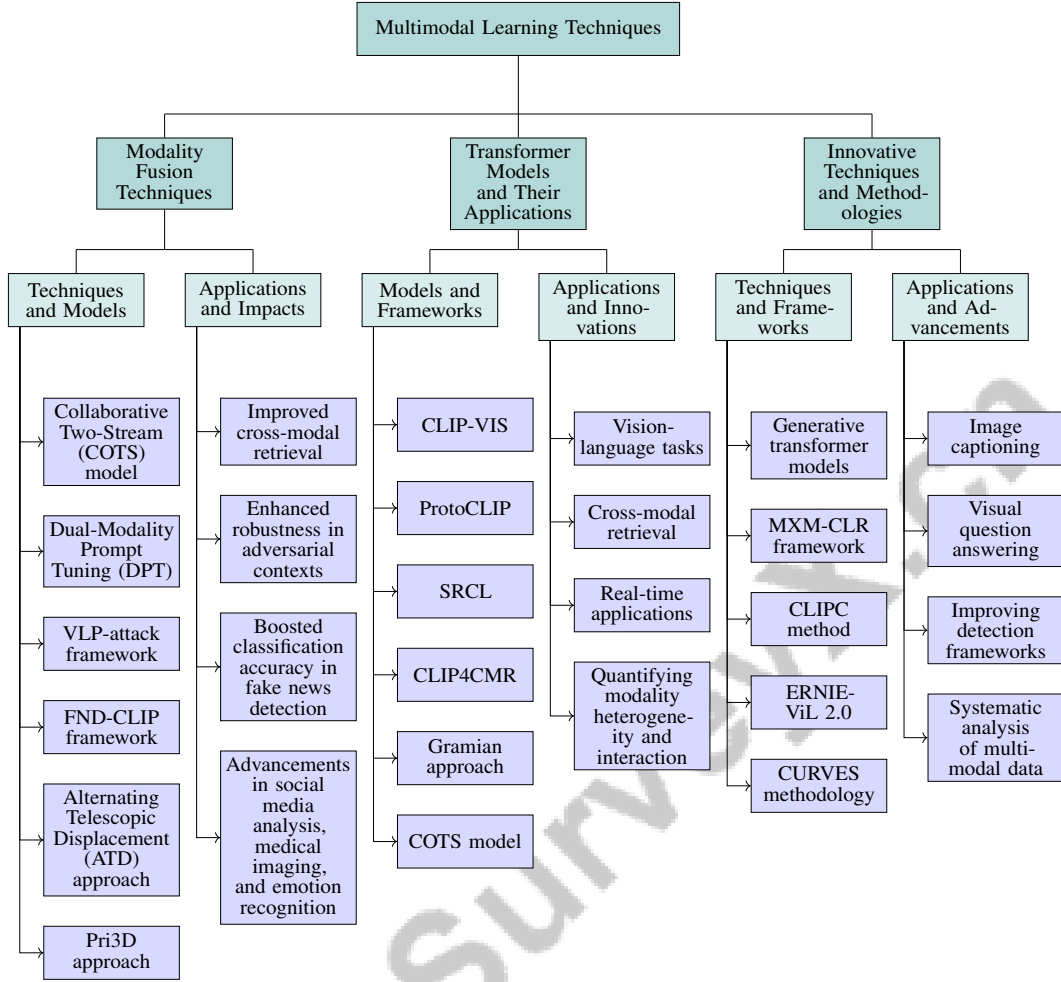 Multimodal Learning Techniques
Modality
Fusion
Techniques
Transformer
Models
and Their
Applications
Innovative
Techniques
and Method-
ologies
Techniques
and Models
Applications
and Impacts
Models and
Frameworks
Applications
and Inno-
vations
Techniques
and Frame-
works
Applications
and Ad-
vancements
Collaborative
Two-Stream
(COTS)
model
Dual-Modality
Prompt
Tuning (DPT)
VLP-attack
framework
FND-CLIP
framework
Alternating
Telescopic
Displacement
(ATD)
approach
Pri3D
approach
Improved
cross-modal
retrieval
Enhanced
robustness in
adversarial
contexts
Boosted
classification
accuracy in
fake news
detection
Advancements
in social
media
analysis,
medical
imaging,
and emotion
recognition
CLIP-VIS
ProtoCLIP
SRCL
CLIP4CMR
Gramian
approach
COTS model
Vision-
language tasks
Cross-modal
retrieval
Real-time
applications
Quantifying
modality
heterogene-
ity and
interaction
Generative
transformer
models
MXM-CLR
framework
CLIPC
method
ERNIE-
ViL 2.0
CURVES
methodology
Image
captioning
Visual
question
answering
Improving
detection
frameworks
Systematic
analysis
of multi-
modal data